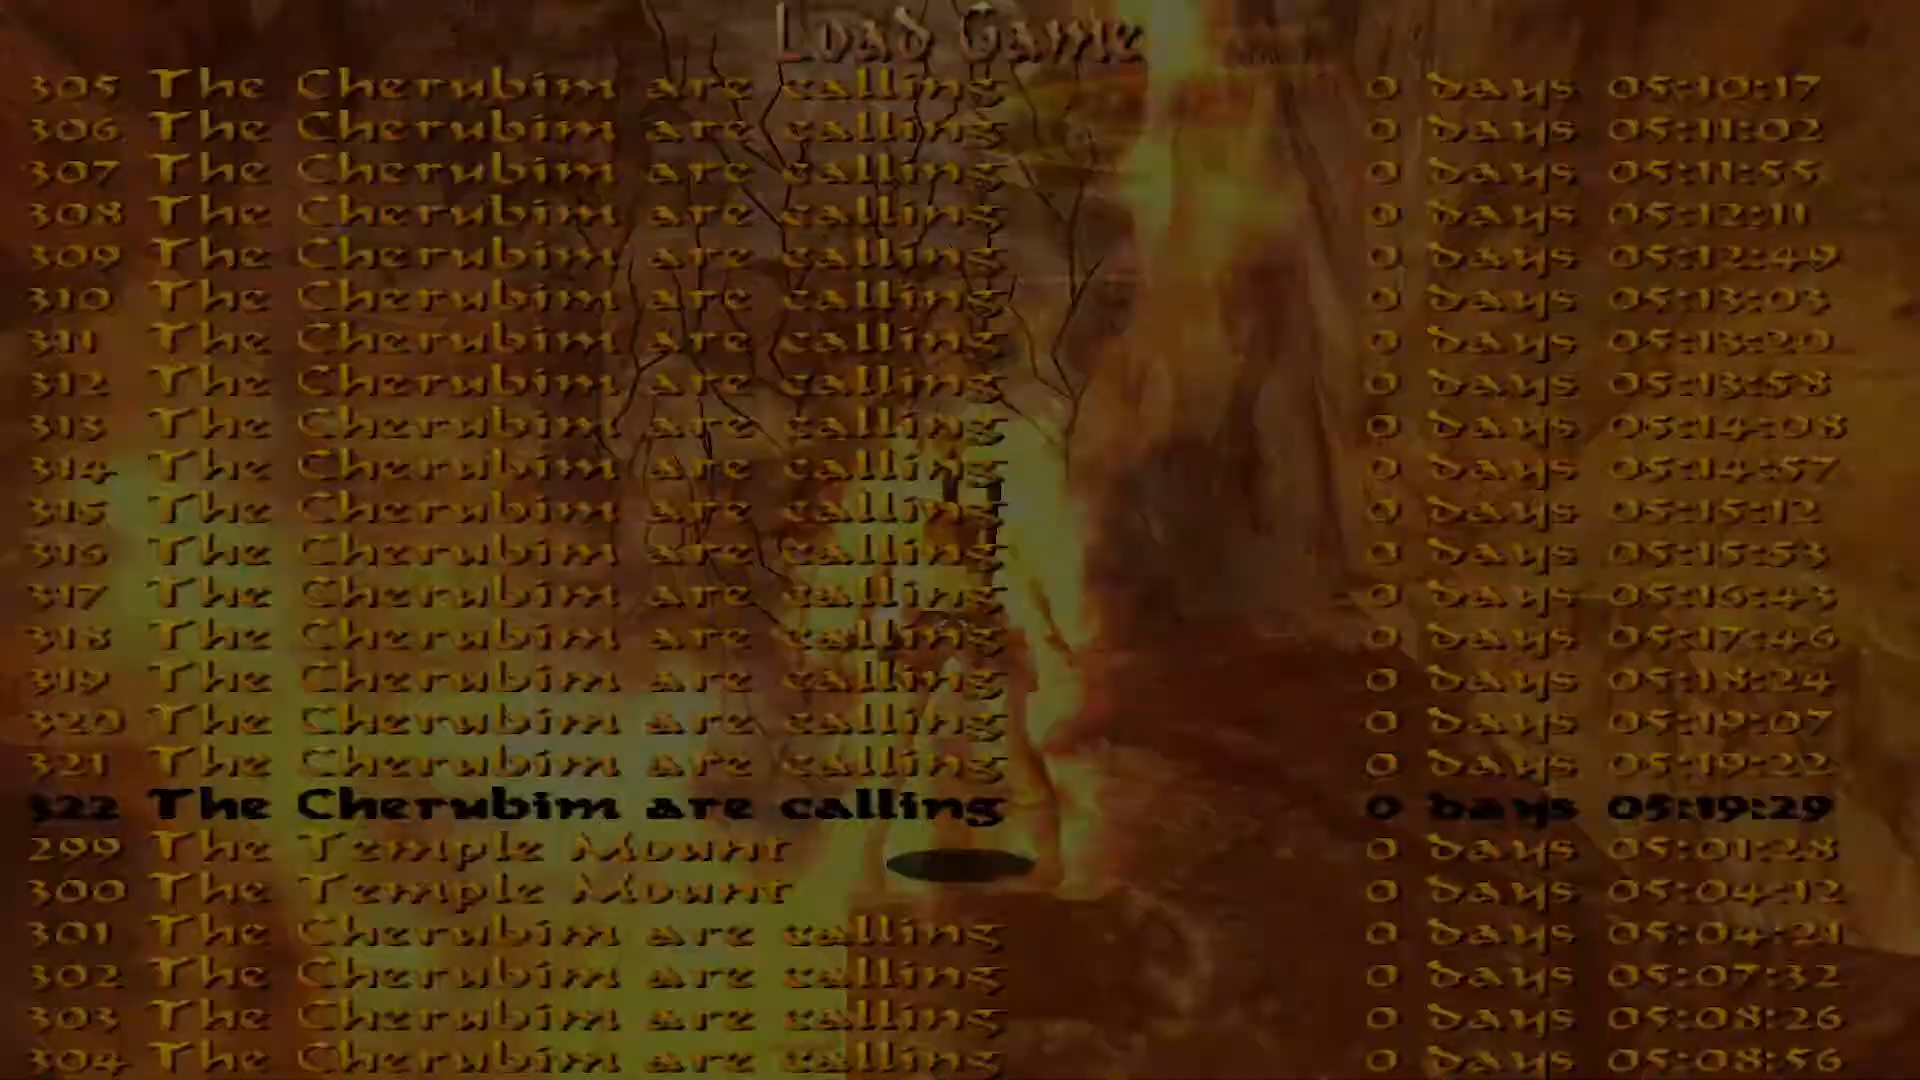 Load Game
305 The Cherubim are calling 0 days 05:10:17
306 The Cherubim are calling 0 days 05:11:02
307 The Cherubim are calling 0 days 05:11:55
308 The Cherubim are calling 0 days 05:12:11
309 The Cherubim are calling 0 days 05:12:49
310 The Cherubim are calling 0 days 05:13:03
311 The Cherubim are calling 0 days 05:13:20
312 The Cherubim are calling 0 days 05:13:58
313 The Cherubim are calling 0 days 05:14:08
314 The Cherubim are calling 0 days 05:14:57
315 The Cherubim are calling 0 days 05:15:12
316 The Cherubim are calling 0 days 05:15:53
317 The Cherubim are calling 0 days 05:16:43
318 The Cherubim are calling 0 days 05:17:46
319 The Cherubim are calling 0 days 05:18:24
320 The Cherubim are calling 0 days 05:19:07
321 The Cherubim are calling 0 days 05:19:22
322 The Cherubim are calling 0 days 05:19:29
299 The Temple Mount 0 days 05:01:28
300 The Temple Mount 0 days 05:04:12
301 The Cherubim are calling 0 days 05:04:21
302 The Cherubim are calling 0 days 05:07:32
303 The Cherubim are calling 0 days 05:08:26
304 The Cherubim are calling 0 days 05:08:56